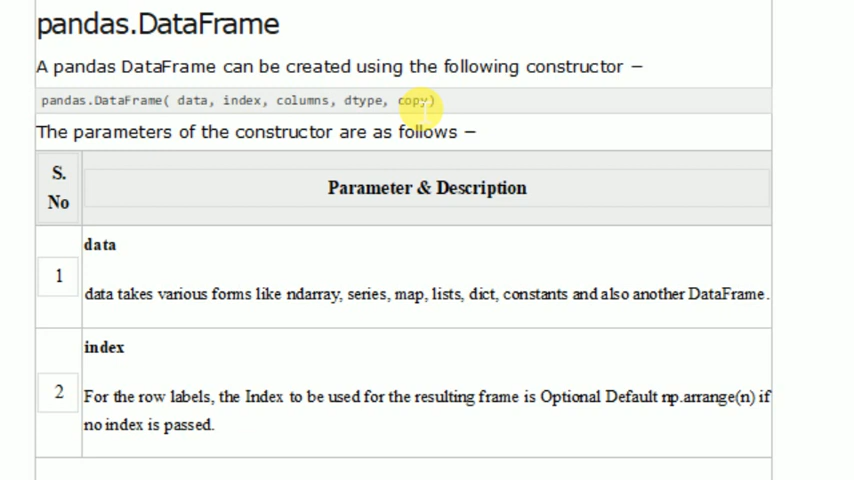 pandas.DataFrame
A pandas DataFrame can be created using the following constructor −
pandas.DataFrame( data, index, columns, dtype, copy)
The parameters of the constructor are as follows −
S.
No
Parameter & Description
1
data
data takes various forms like ndarray, series, map, lists, dict, constants and also another DataFrame.
2
index
For the row labels, the Index to be used for the resulting frame is Optional Default np.arrange(n) if
no index is passed.